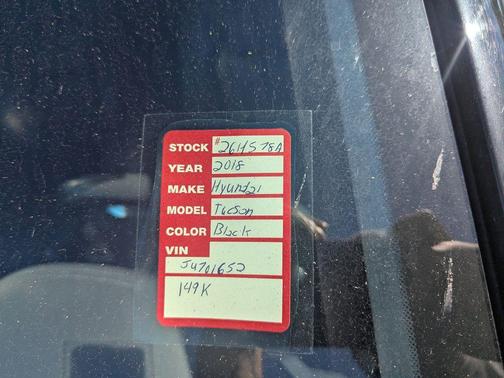 STOCK #26HS78A
YEAR 2018
MAKE Hyundai
MODEL Tucson
COLOR Black
VIN
JU701652
149K